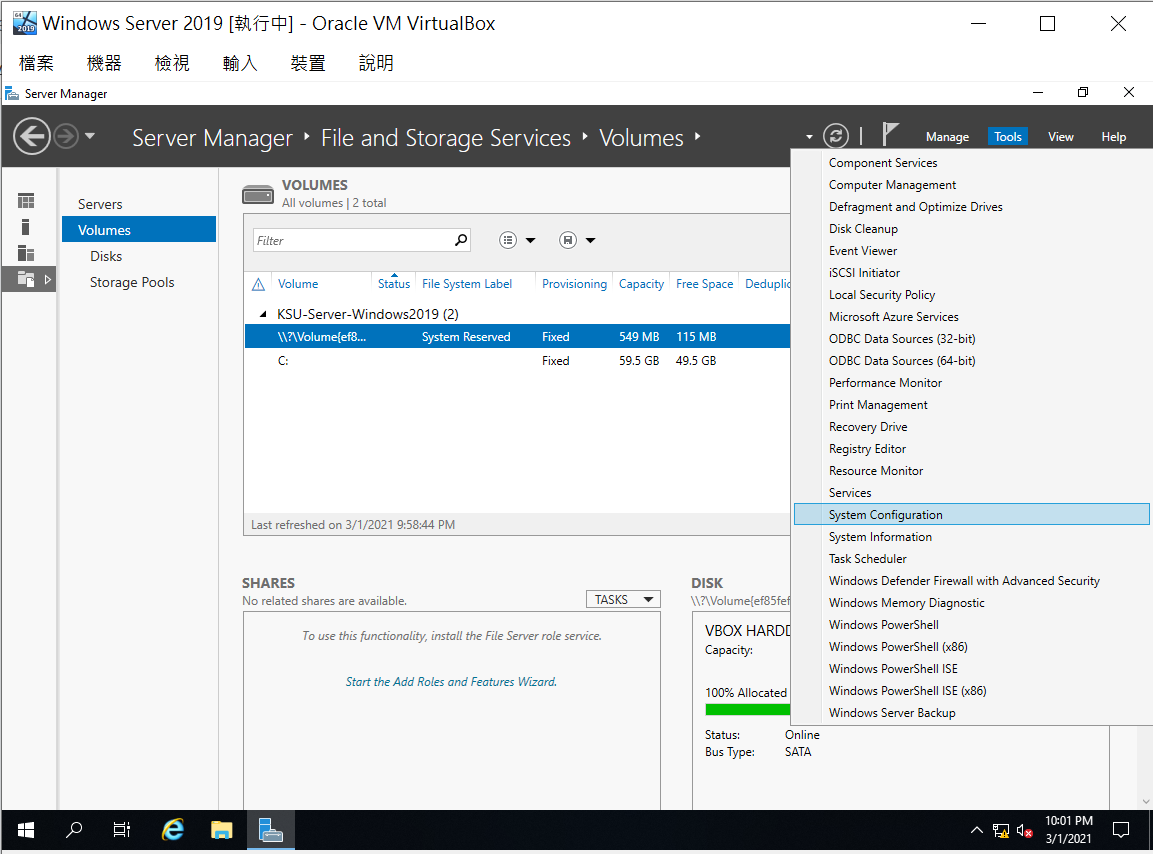 Windows Server 2019 [執行中] - Oracle VM VirtualBox
檔案 機器 檢視 輸入 裝置 說明
Server Manager
Server Manager File and Storage Services Volumes
Manage Tools View Help
Servers
Volumes
Disks
Storage Pools
VOLUMES
All volumes | 2 total
Filter
Volume Status File System Label Provisioning Capacity Free Space Deduplic
KSU-Server-Windows2019 (2)
\\?\Volume{ef8... System Reserved Fixed 549 MB 115 MB
C: Fixed 59.5 GB 49.5 GB
Last refreshed on 3/1/2021 9:58:44 PM
SHARES
No related shares are available.
TASKS
To use this functionality, install the File Server role service.
Start the Add Roles and Features Wizard.
DISK
\\?\Volume{ef85fef
VBOX HARDD
Capacity:
100% Allocated
Status: Online
Bus Type: SATA
Component Services
Computer Management
Defragment and Optimize Drives
Disk Cleanup
Event Viewer
iSCSI Initiator
Local Security Policy
Microsoft Azure Services
ODBC Data Sources (32-bit)
ODBC Data Sources (64-bit)
Performance Monitor
Print Management
Recovery Drive
Registry Editor
Resource Monitor
Services
System Configuration
System Information
Task Scheduler
Windows Defender Firewall with Advanced Security
Windows Memory Diagnostic
Windows PowerShell
Windows PowerShell (x86)
Windows PowerShell ISE
Windows PowerShell ISE (x86)
Windows Server Backup
10:01 PM
3/1/2021